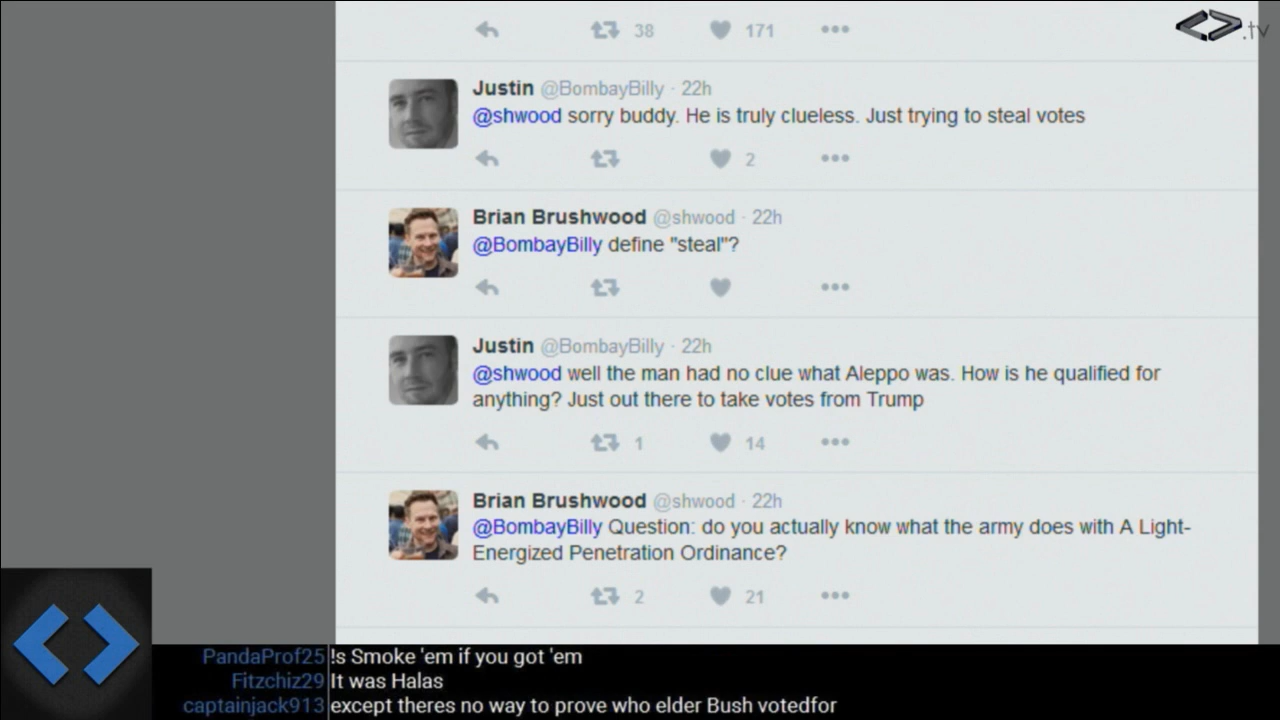 38 171
.tv
Justin @BombayBilly · 22h
@shwood sorry buddy. He is truly clueless. Just trying to steal votes
2
Brian Brushwood @shwood · 22h
@BombayBilly define "steal"?
Justin @BombayBilly · 22h
@shwood well the man had no clue what Aleppo was. How is he qualified for
anything? Just out there to take votes from Trump
1 14
Brian Brushwood @shwood · 22h
@BombayBilly Question: do you actually know what the army does with A Light-
Energized Penetration Ordinance?
2 21
PandaProf25 !s Smoke 'em if you got 'em
Fitzchiz29 It was Halas
captainjack913 except theres no way to prove who elder Bush votedfor